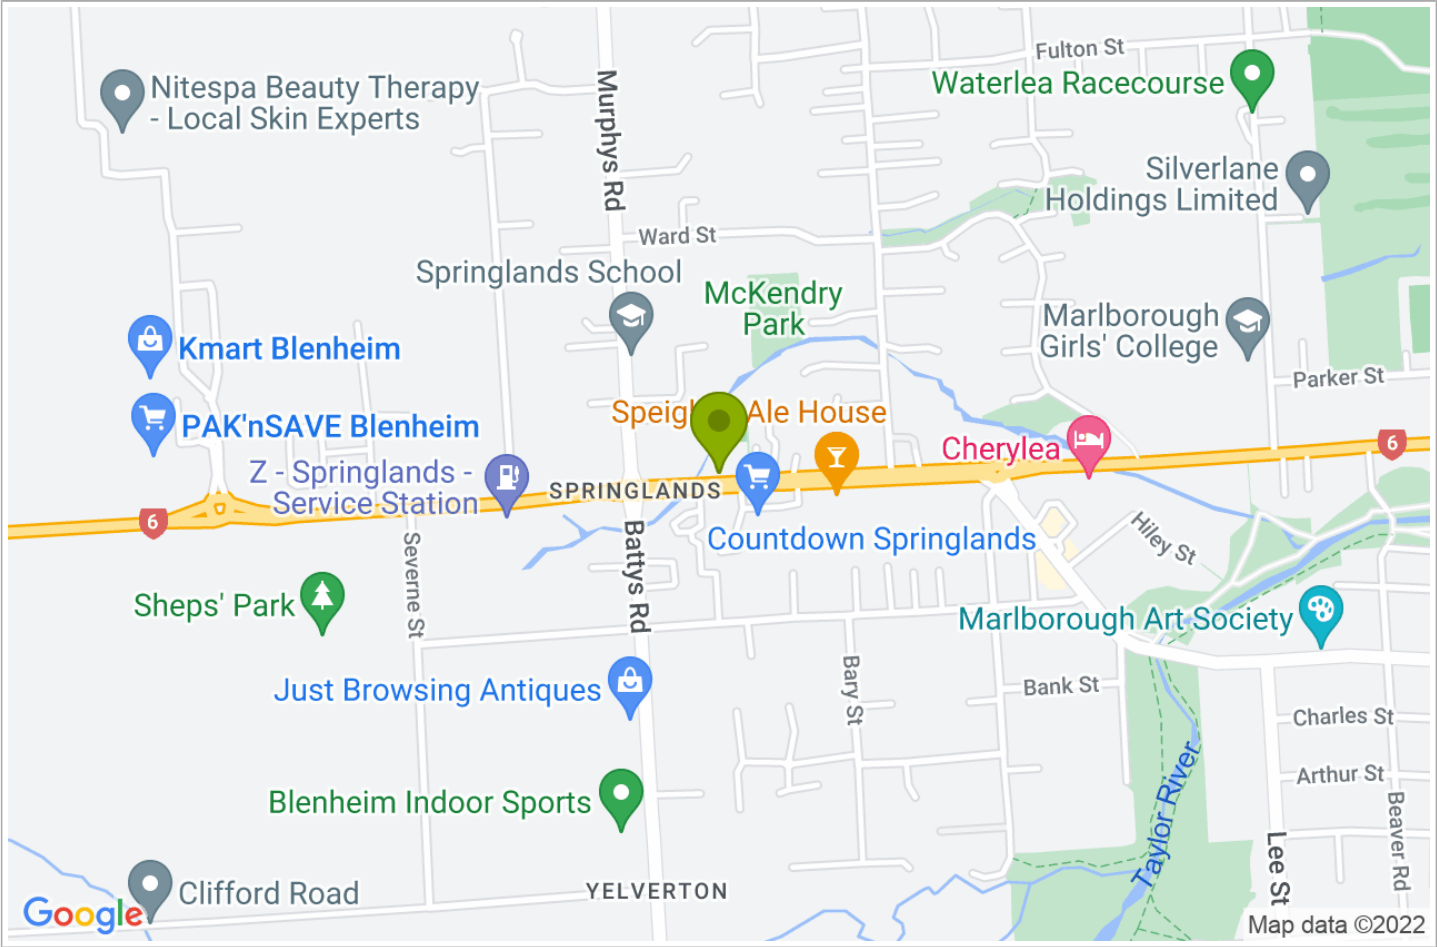 Fulton St
Waterlea Racecourse
Nitespa Beauty Therapy
- Local Skin Experts
Murphys Rd
Silverlane
Holdings Limited
Ward St
Springlands School
McKendry
Park
Marlborough
Girls' College
Kmart Blenheim
Parker St
PAK'nSAVE Blenheim
Ale House
Cherylea
6
Z - Springlands -
Service Station
SPRINGLANDS
6
Countdown Springlands
Hiley St
Severne St
Battys Rd
Sheps' Park
Marlborough Art Society
Just Browsing Antiques
Bary St
Bank St
Charles St
Arthur St
Blenheim Indoor Sports
Taylor River
Beaver Rd
Lee St
Clifford Road
YELVERTON
Google
Map data ©2022